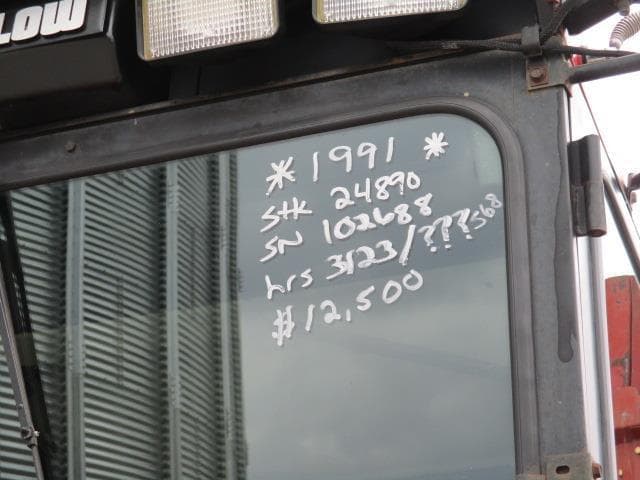 LOW
* 1991 *
Stk 24890
SN 102688
hrs 3123/???568
$12,500